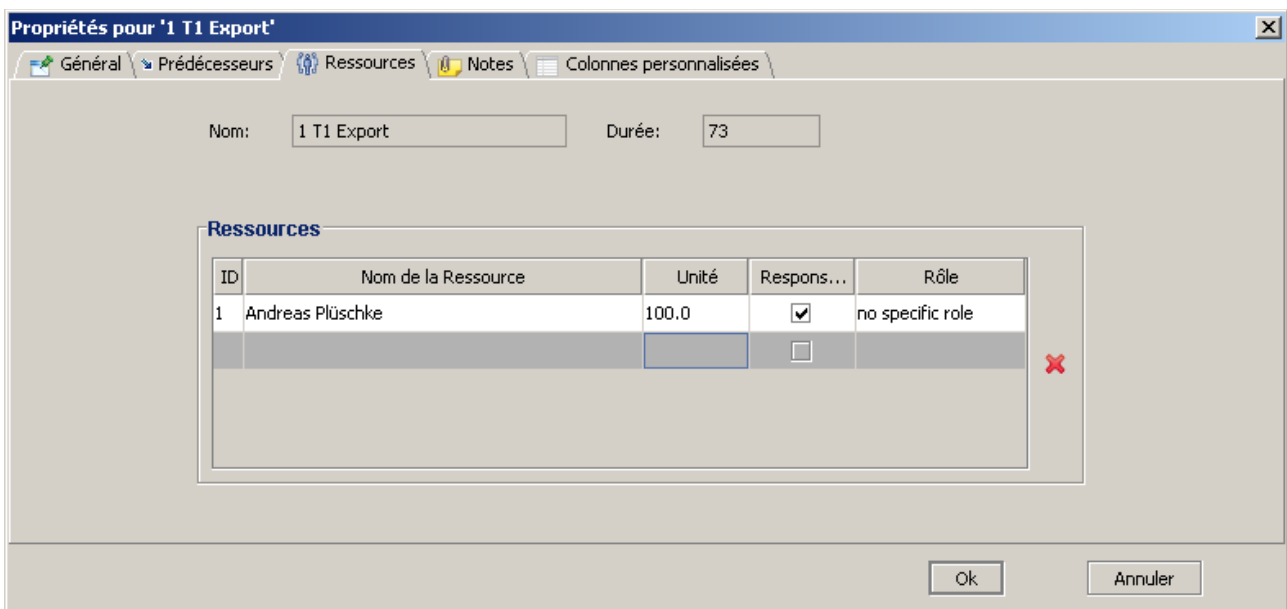 Propriétés pour '1 T1 Export'
Général Prédécesseurs Ressources Notes Colonnes personnalisées
Nom: 1 T1 Export Durée: 73
Ressources
ID Nom de la Ressource Unité Respons... Rôle
1 Andreas Plüschke 100.0 no specific role
Ok Annuler